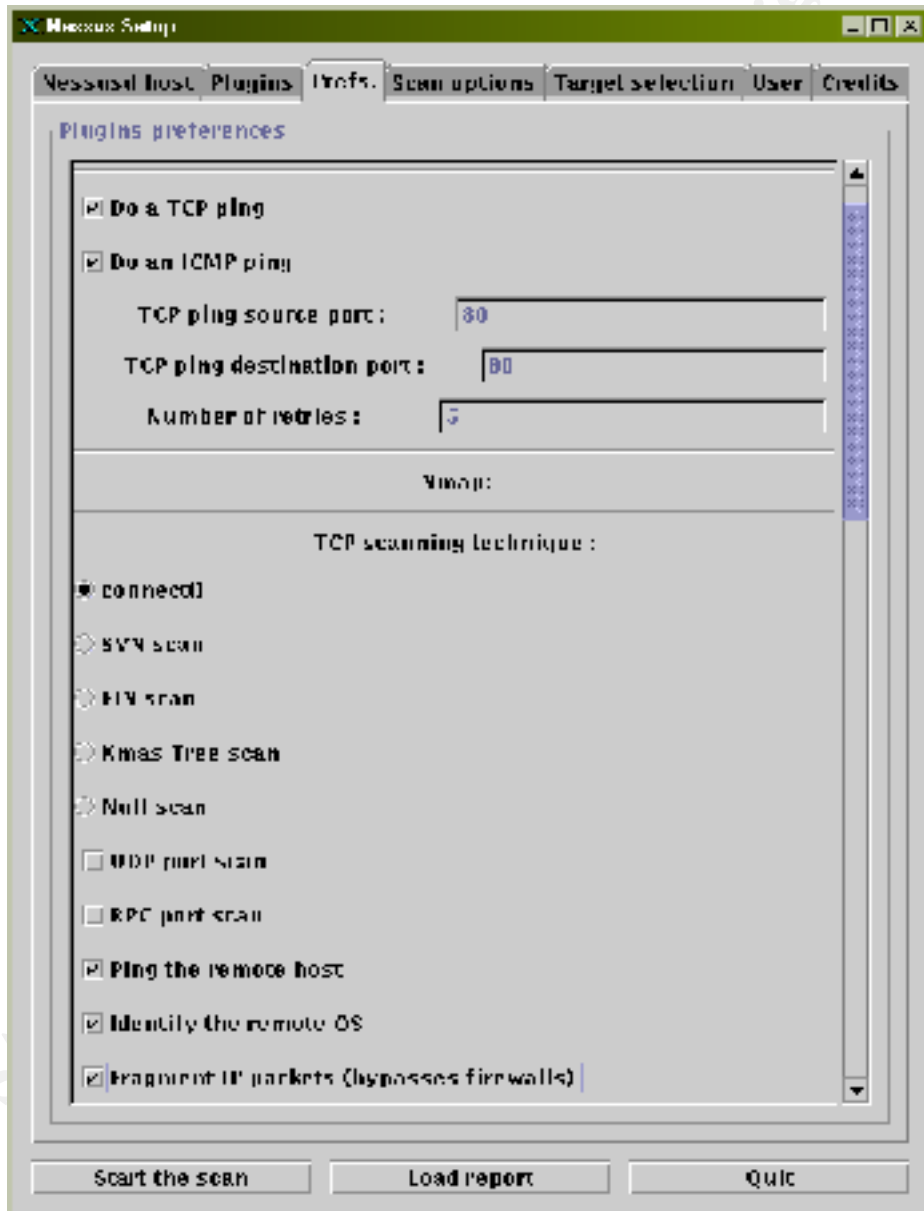 Nessus Setup
Nessusd host Plugins Prefs. Scan options Target selection User Credits
Plugins preferences
Do a TCP ping
Do an ICMP ping
TCP ping source port : 80
TCP ping destination port : 80
Number of retries : 5
Nmap:
TCP scanning technique :
connect()
SYN scan
FIN scan
Xmas Tree scan
Null scan
UDP port scan
RPC port scan
Ping the remote host
Identify the remote OS
Fragment IP packets (bypasses firewalls)
Start the scan Load report Quit